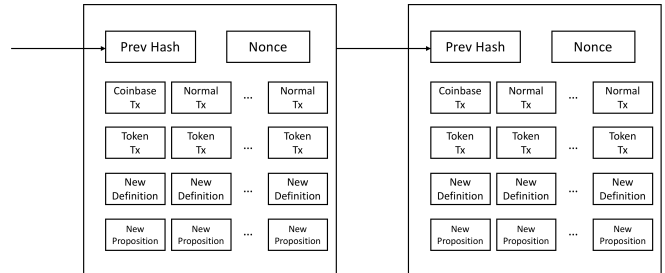 Prev Hash Nonce Prev Hash Nonce
Coinbase Tx Normal Tx ... Normal Tx Coinbase Tx Normal Tx ... Normal Tx
Token Tx Token Tx ... Token Tx Token Tx Token Tx ... Token Tx
New Definition New Definition ... New Definition New Definition New Definition ... New Definition
New Proposition New Proposition ... New Proposition New Proposition New Proposition ... New Proposition